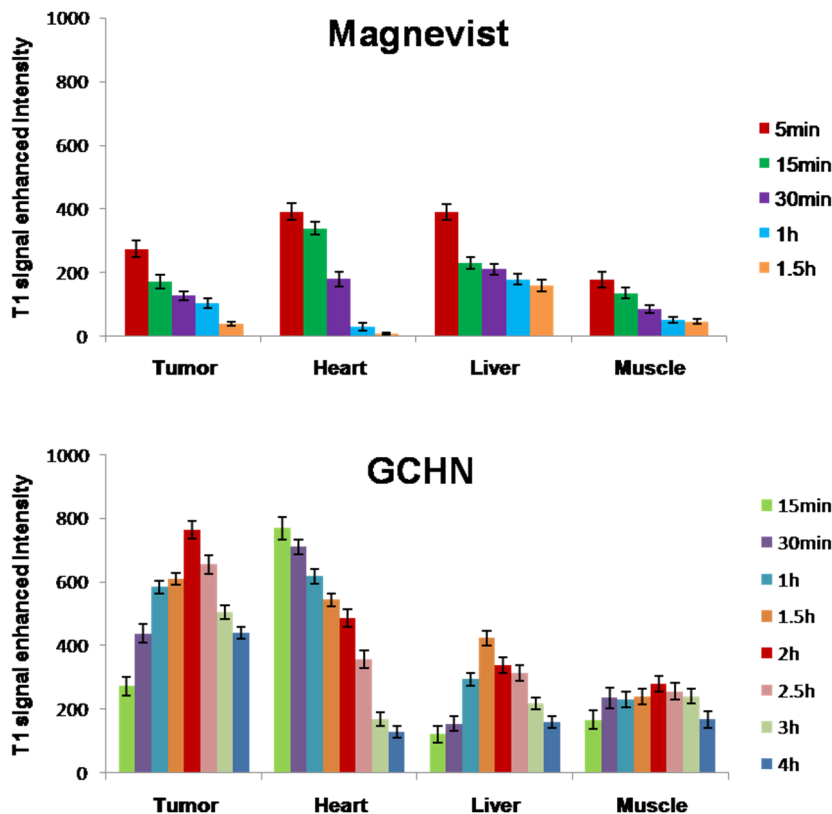 Magnevist
T1 signal enhanced Intensity
1000
800
600
400
200
0
Tumor
Heart
Liver
Muscle
5min
15min
30min
1h
1.5h
GCHN
T1 signal enhanced Intensity
1000
800
600
400
200
0
Tumor
Heart
Liver
Muscle
15min
30min
1h
1.5h
2h
2.5h
3h
4h